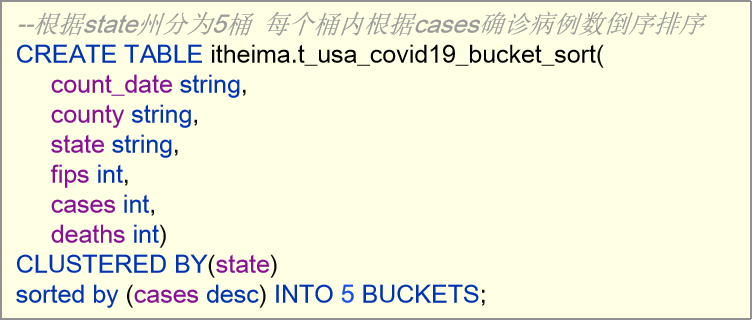 --根据state州分为5桶 每个桶内根据cases确诊病例数倒序排序
CREATE TABLE itheima.t_usa_covid19_bucket_sort(
count_date string,
county string,
state string,
fips int,
cases int,
deaths int)
CLUSTERED BY(state)
sorted by (cases desc) INTO 5 BUCKETS;